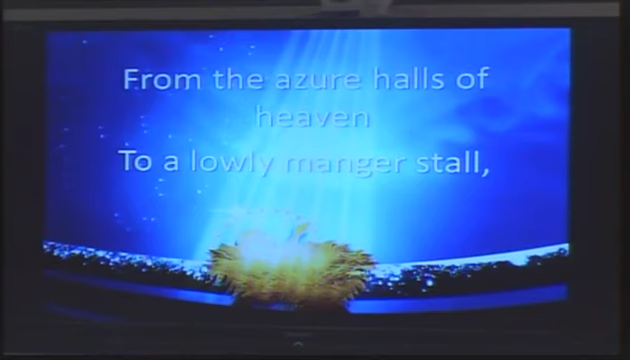 From the azure halls of
heaven
To a lowly manger stall,